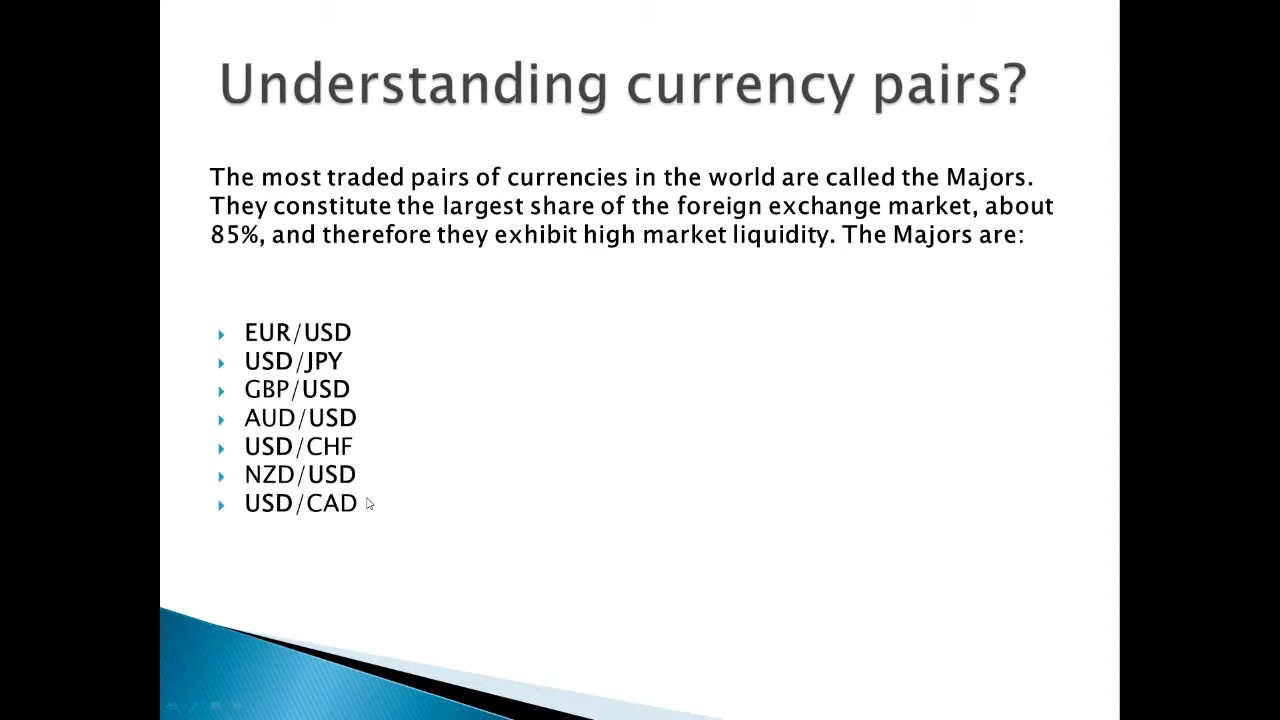 Understanding currency pairs?
The most traded pairs of currencies in the world are called the Majors.
They constitute the largest share of the foreign exchange market, about
85%, and therefore they exhibit high market liquidity. The Majors are:
EUR/USD
USD/JPY
GBP/USD
AUD/USD
USD/CHF
NZD/USD
USD/CAD